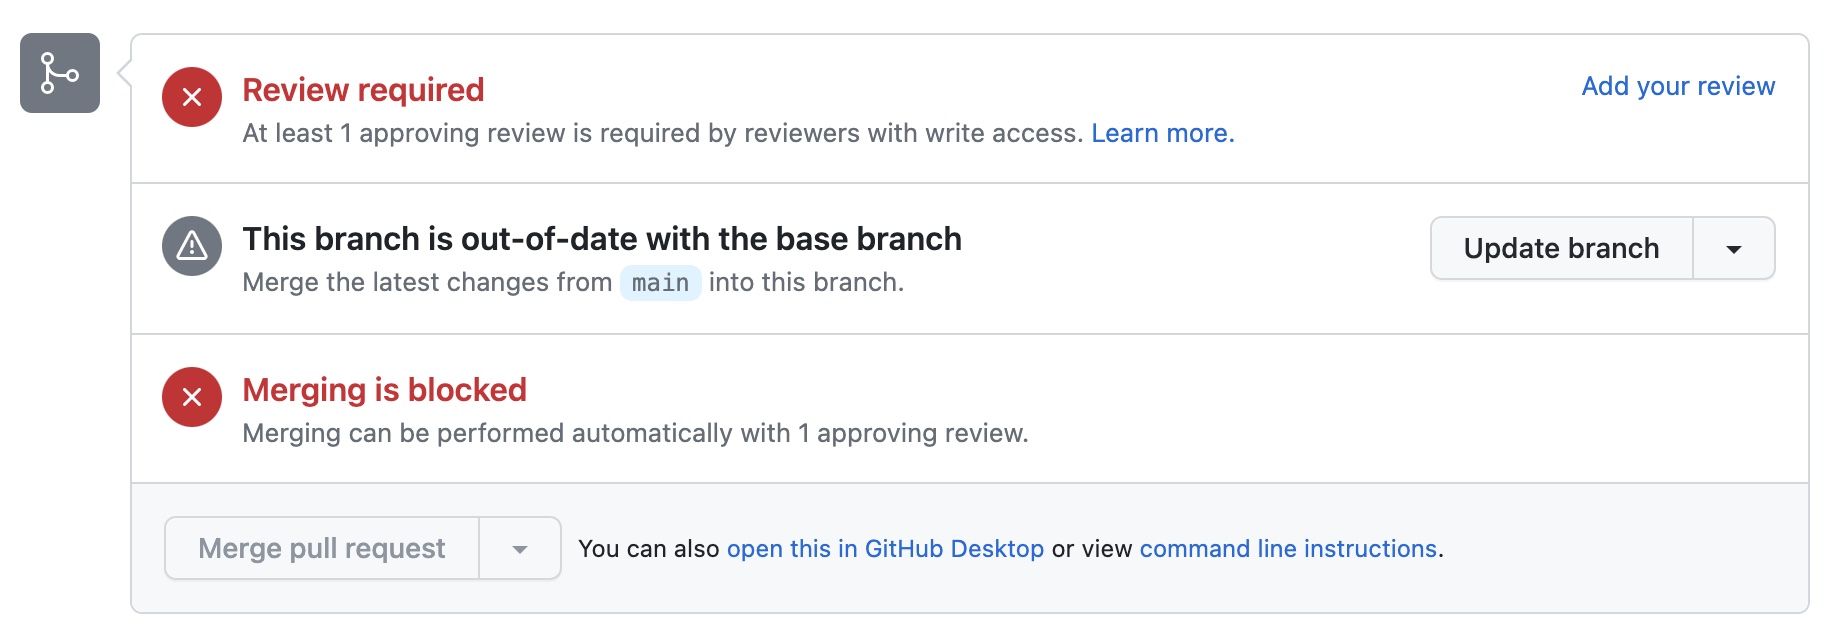 Review required
Add your review
At least 1 approving review is required by reviewers with write access. Learn more.
This branch is out-of-date with the base branch
Update branch
Merge the latest changes from main into this branch.
Merging is blocked
Merging can be performed automatically with 1 approving review.
Merge pull request
You can also open this in GitHub Desktop or view command line instructions.